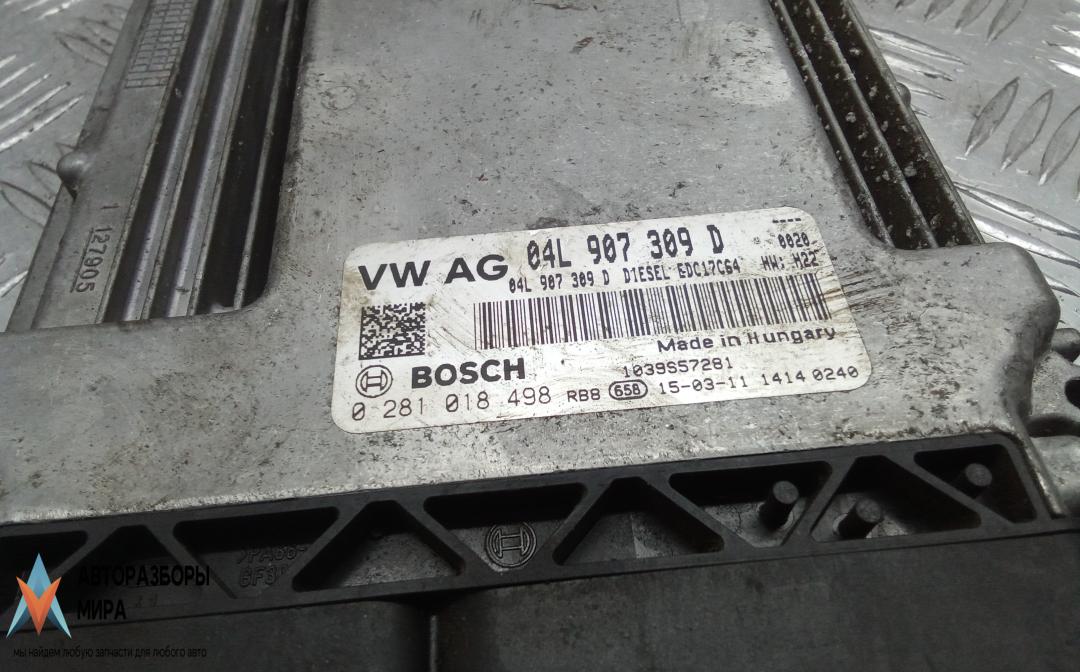 1 127905
----
VW AG 04L 907 309 D 0020
04L 907 309 D DIESEL EDC17C64 HW: H22
Made in Hungary
BOSCH 1039S57281
0 281 018 498 RB8 658 15-03-11 1414 0240
АВТОРАЗБОРЫ
МИРА
мы найдем любую запчасти для любого авто